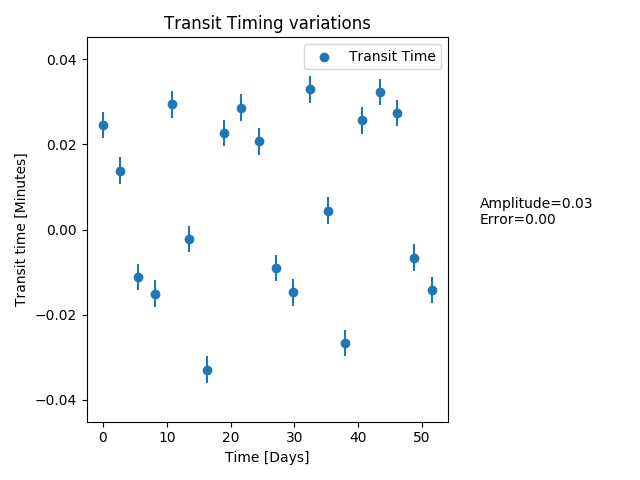 Transit Timing variations
Transit Time
0.04
0.02
0.00
−0.02
−0.04
Transit time [Minutes]
0 10 20 30 40 50
Time [Days]
Amplitude=0.03
Error=0.00